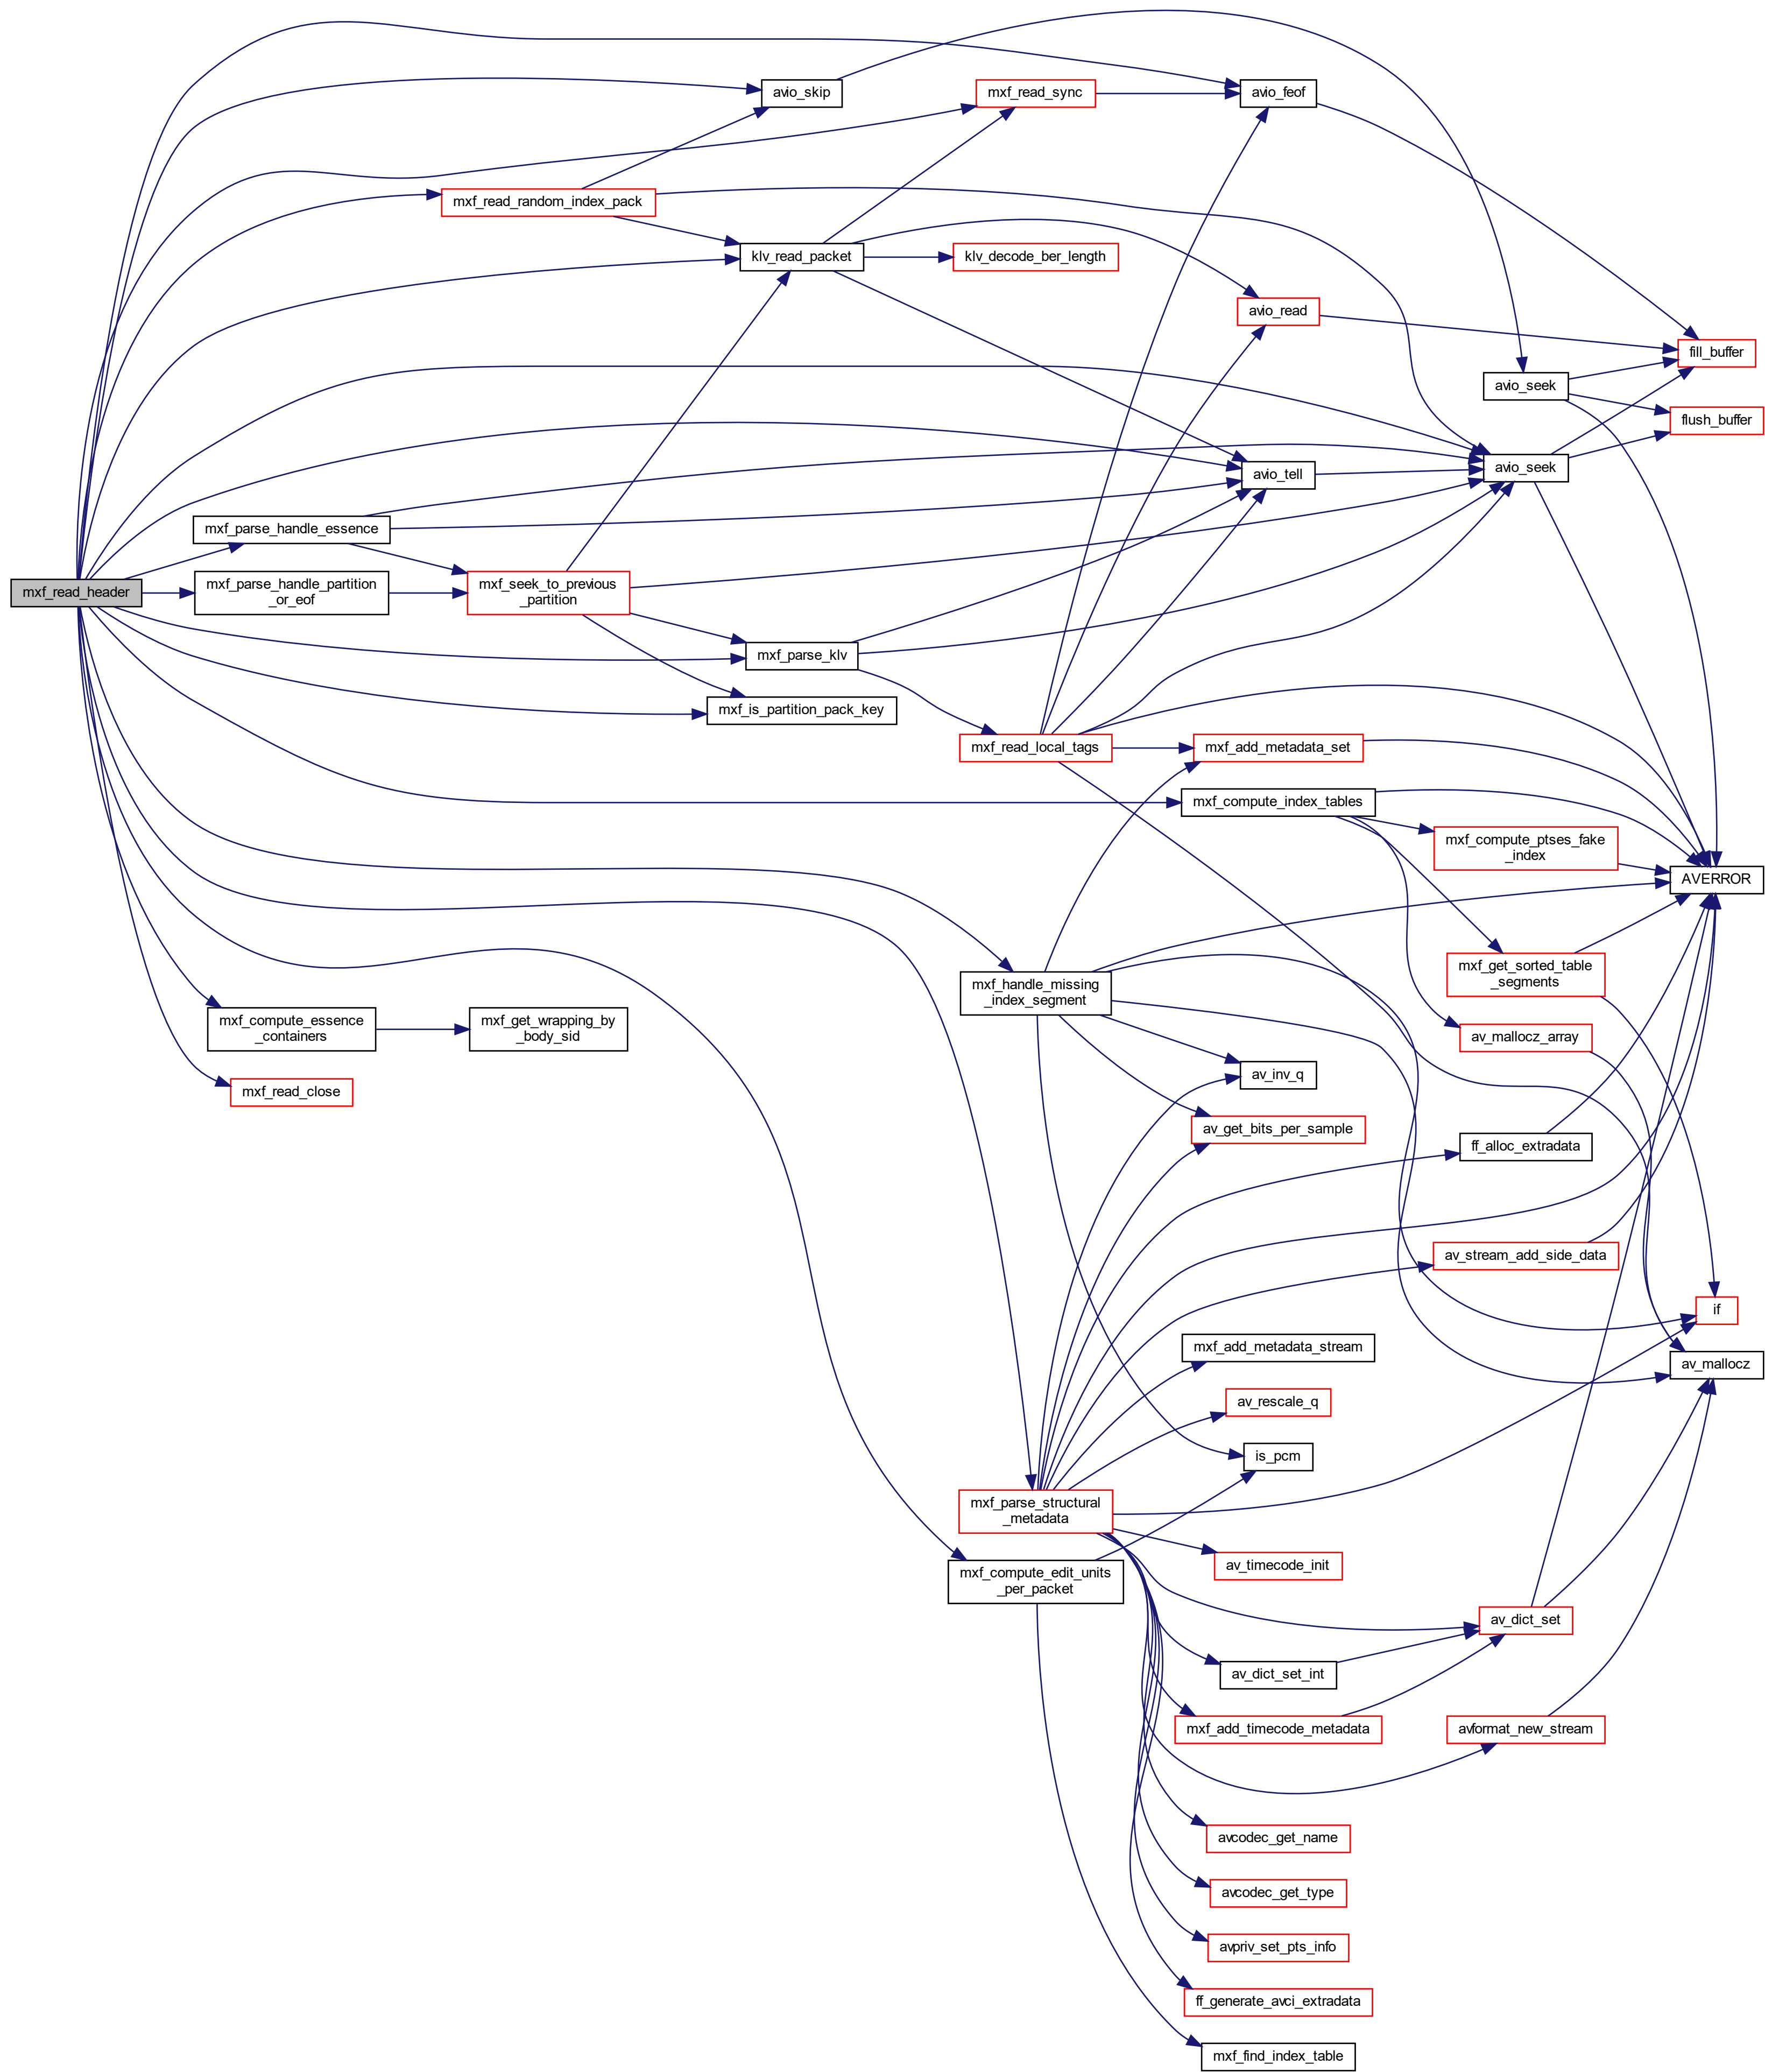 avio_skip
mxf_read_sync
avio_feof
mxf_read_random_index_pack
klv_read_packet
klv_decode_ber_length
avio_read
fill_buffer
avio_seek
flush_buffer
avio_seek
avio_tell
mxf_parse_handle_essence
mxf_read_header
mxf_parse_handle_partition
_or_eof
mxf_seek_to_previous
_partition
mxf_parse_klv
mxf_is_partition_pack_key
mxf_read_local_tags
mxf_add_metadata_set
mxf_compute_index_tables
mxf_compute_ptses_fake
_index
AVERROR
mxf_get_sorted_table
_segments
mxf_handle_missing
_index_segment
mxf_compute_essence
_containers
mxf_get_wrapping_by
_body_sid
av_mallocz_array
av_inv_q
mxf_read_close
av_get_bits_per_sample
ff_alloc_extradata
av_stream_add_side_data
if
mxf_add_metadata_stream
av_mallocz
av_rescale_q
is_pcm
mxf_parse_structural
_metadata
av_timecode_init
mxf_compute_edit_units
_per_packet
av_dict_set
av_dict_set_int
mxf_add_timecode_metadata
avformat_new_stream
avcodec_get_name
avcodec_get_type
avpriv_set_pts_info
ff_generate_avci_extradata
mxf_find_index_table